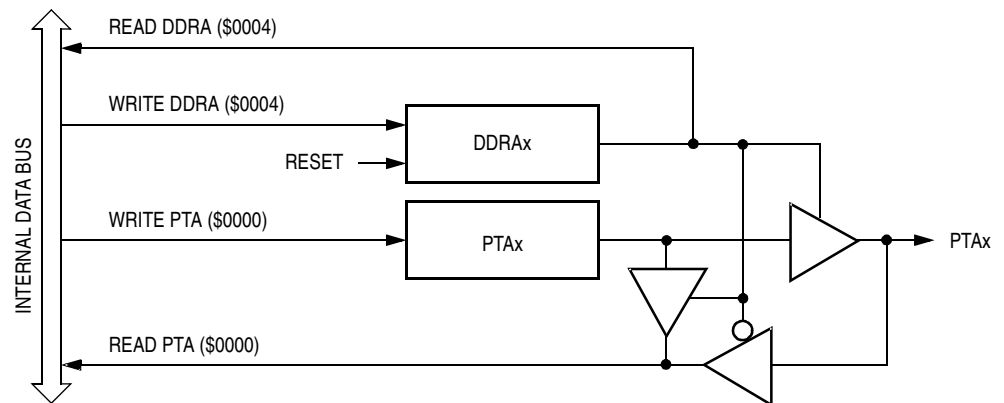 READ DDRA ($0004)
WRITE DDRA ($0004)
DDRAx
RESET
WRITE PTA ($0000)
PTAx
PTAx
READ PTA ($0000)
INTERNAL DATA BUS